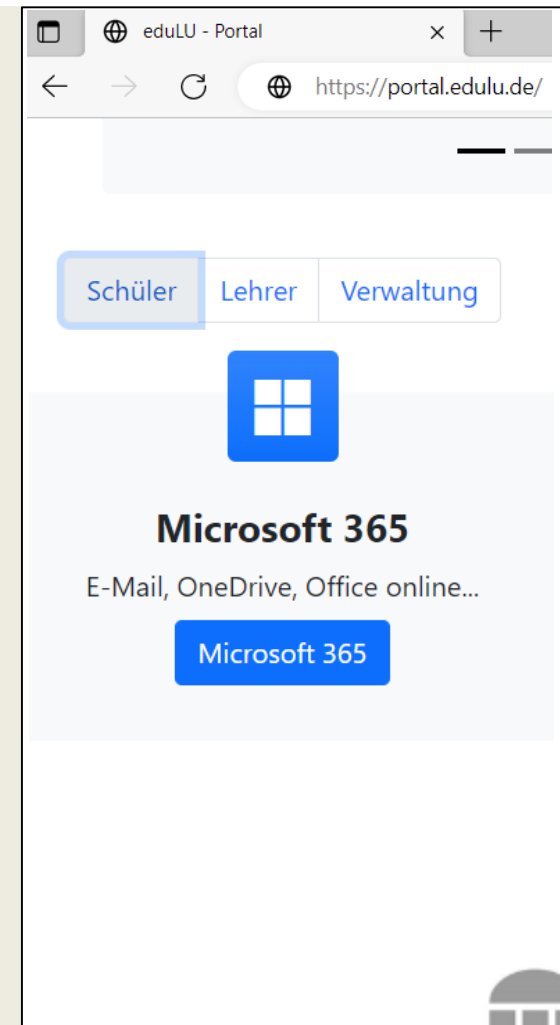 eduLU - Portal
https://portal.edulu.de/
Schüler Lehrer Verwaltung
Microsoft 365
E-Mail, OneDrive, Office online...
Microsoft 365